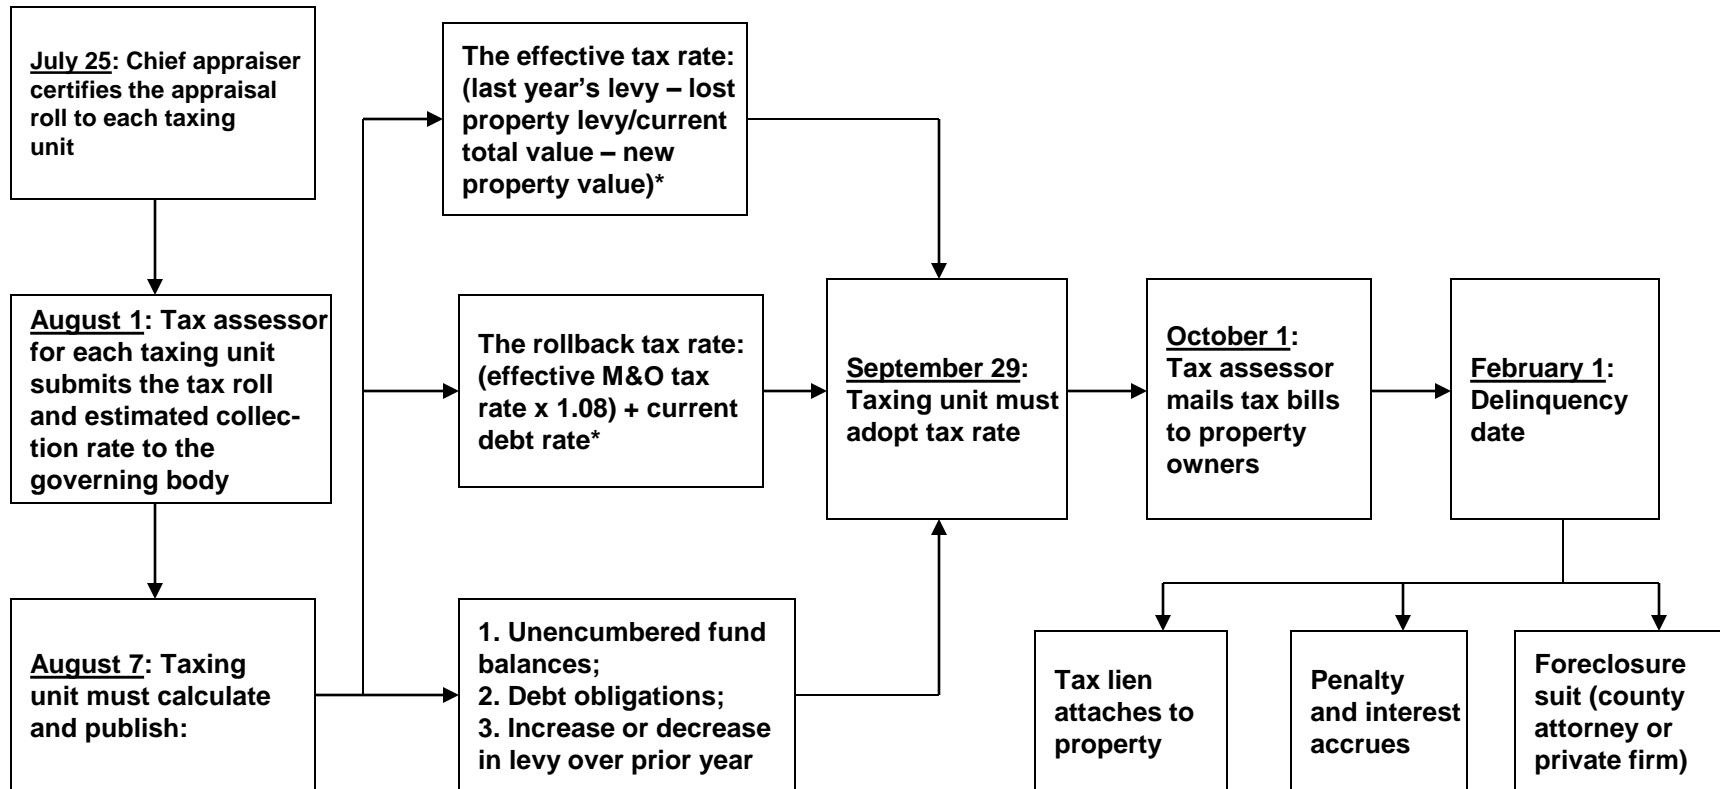 July 25: Chief appraiser
certifies the appraisal
roll to each taxing
unit
August 1: Tax assessor
for each taxing unit
submits the tax roll
and estimated collec-
tion rate to the
governing body
August 7: Taxing
unit must calculate
and publish:
The effective tax rate:
(last year’s levy – lost
property levy/current
total value – new
property value)*
The rollback tax rate:
(effective M&O tax
rate x 1.08) + current
debt rate*
1. Unencumbered fund
balances;
2. Debt obligations;
3. Increase or decrease
in levy over prior year
September 29:
Taxing unit must
adopt tax rate
October 1:
Tax assessor
mails tax bills
to property
owners
February 1:
Delinquency
date
Tax lien
attaches to
property
Penalty
and interest
accrues
Foreclosure
suit (county
attorney or
private firm)